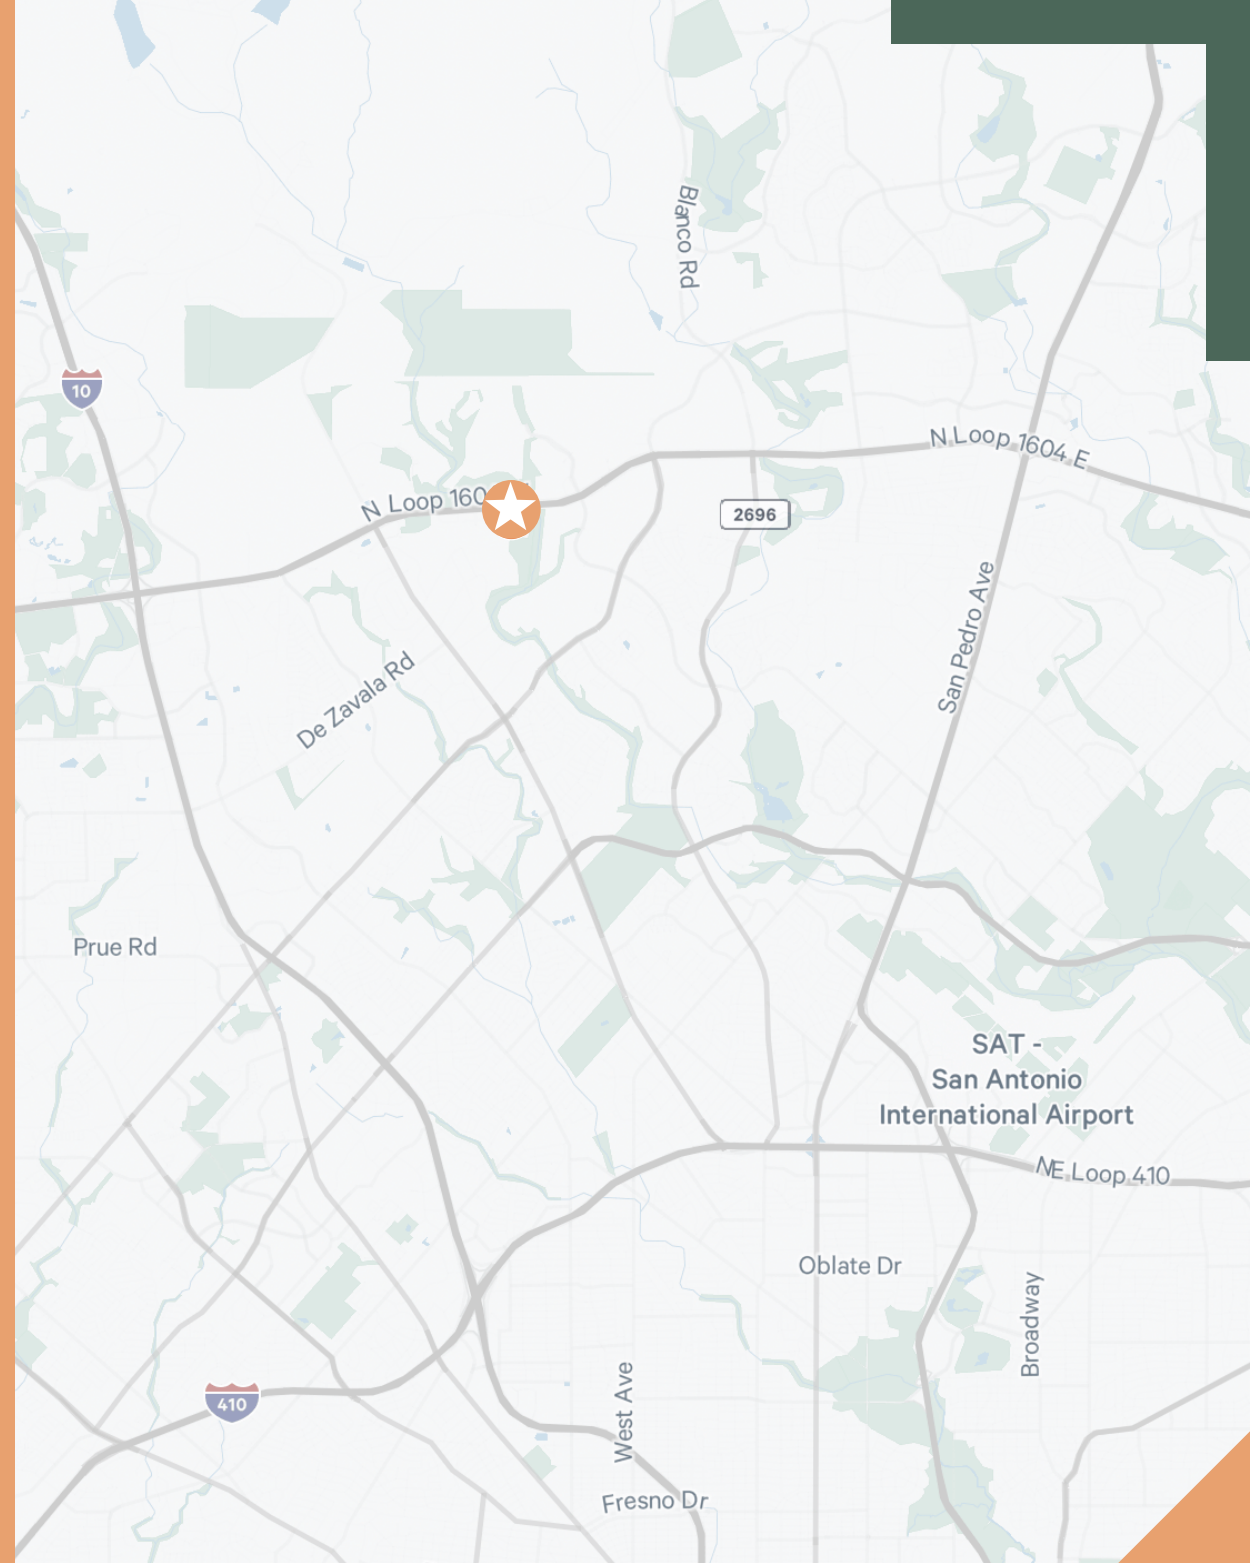 Blanco Rd
10
N Loop 1604 E
N Loop 160
2696
San Pedro Ave
De Zavala Rd
Prue Rd
SAT -
San Antonio
International Airport
NE Loop 410
Oblate Dr
Broadway
410
West Ave
Fresno Dr